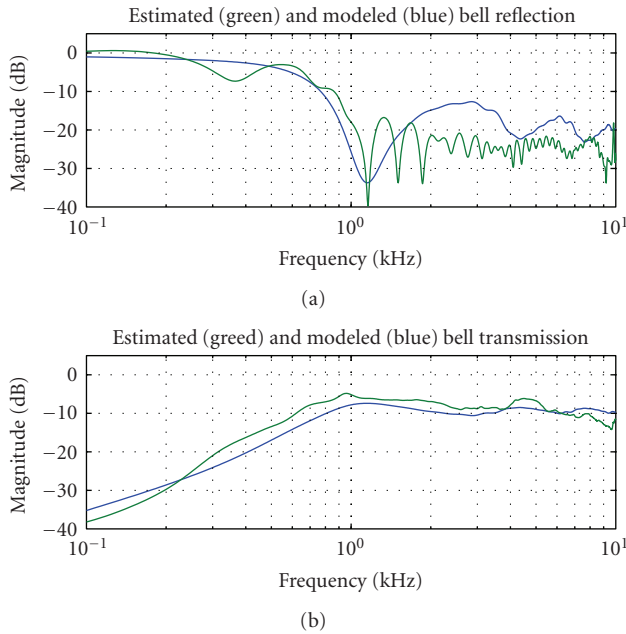 Estimated (green) and modeled (blue) bell reflection
0
−10
−20
−30
−40
Magnitude (dB)
10−1
100
101
Frequency (kHz)
(a)
Estimated (greed) and modeled (blue) bell transmission
0
−10
−20
−30
−40
Magnitude (dB)
10−1
100
101
Frequency (kHz)
(b)